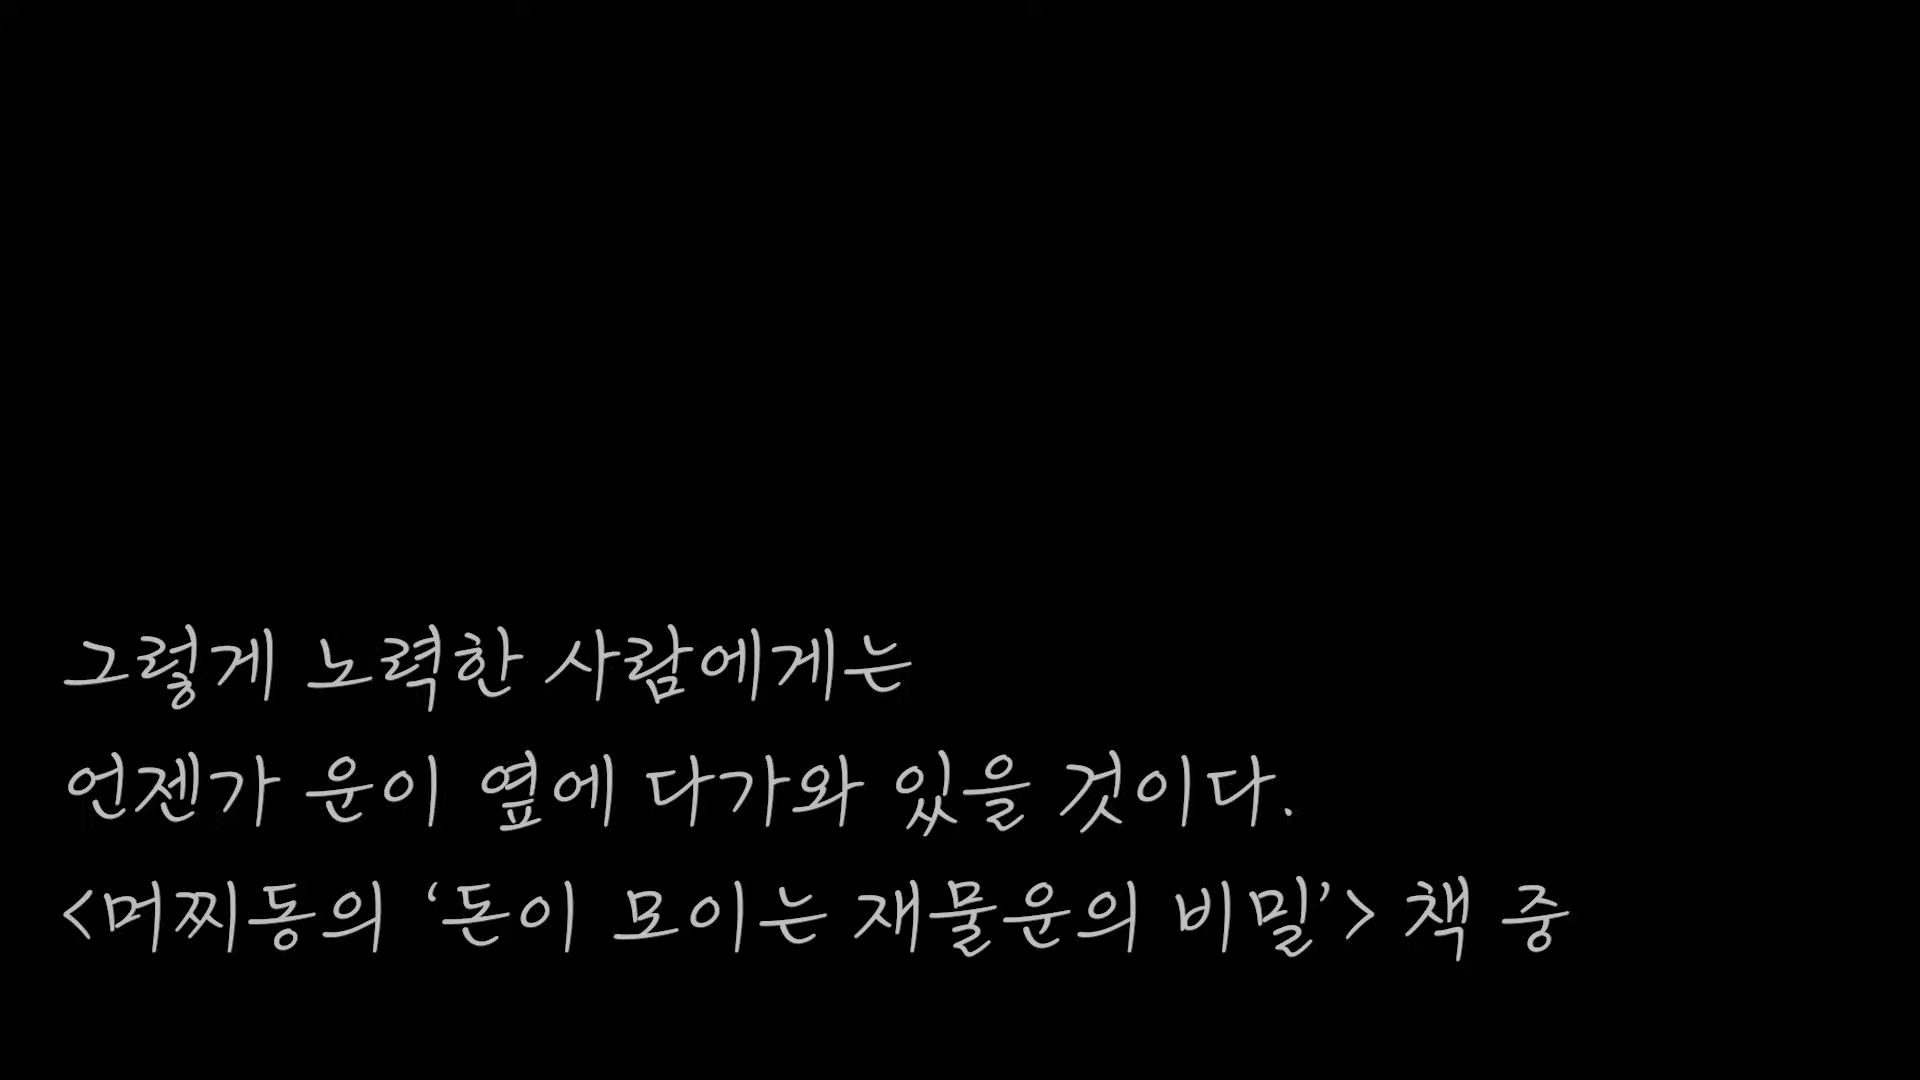 그렇게 노력한 사람에게는
언젠가 운이 옆에 다가와 있을 것이다.
<머찌동의 ‘돈이 모이는 재물운의 비밀’> 책 중